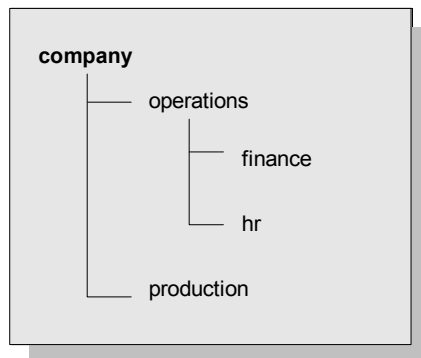 company
operations
finance
hr
production